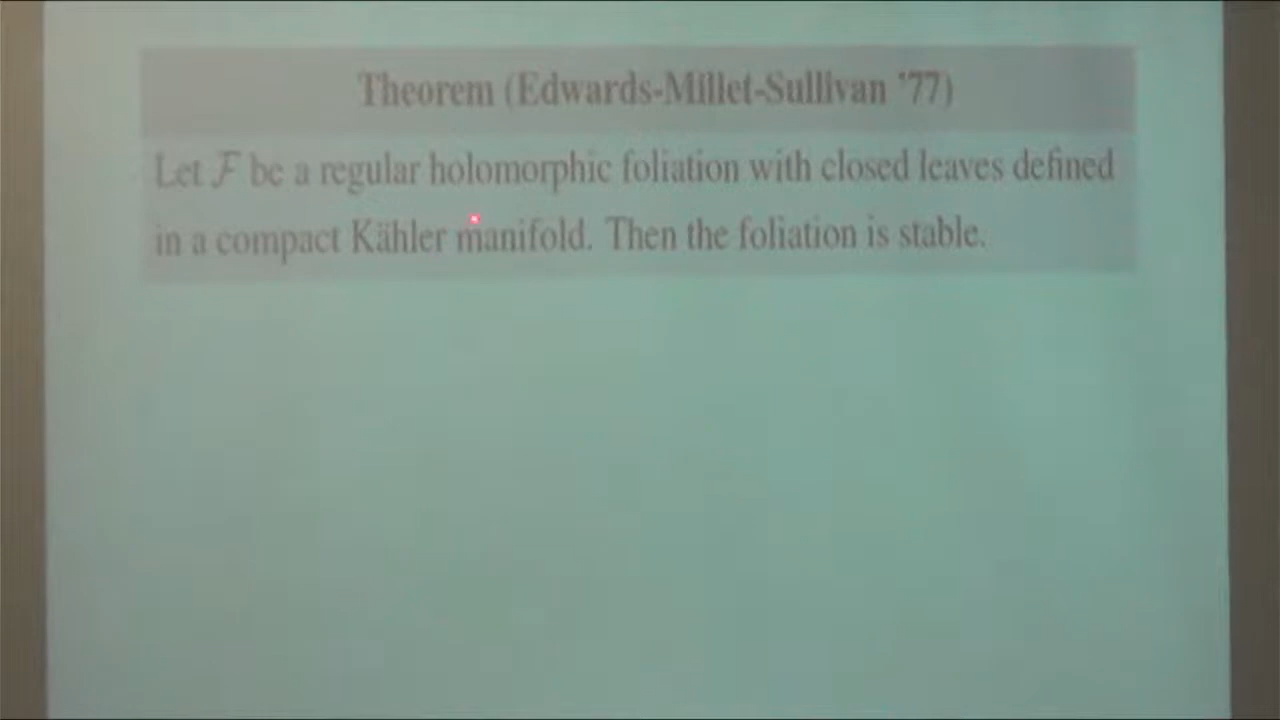 Theorem (Edwards-Millet-Sullivan '77)
Let ℱ be a regular holomorphic foliation with closed leaves defined
in a compact Kähler manifold. Then the foliation is stable.